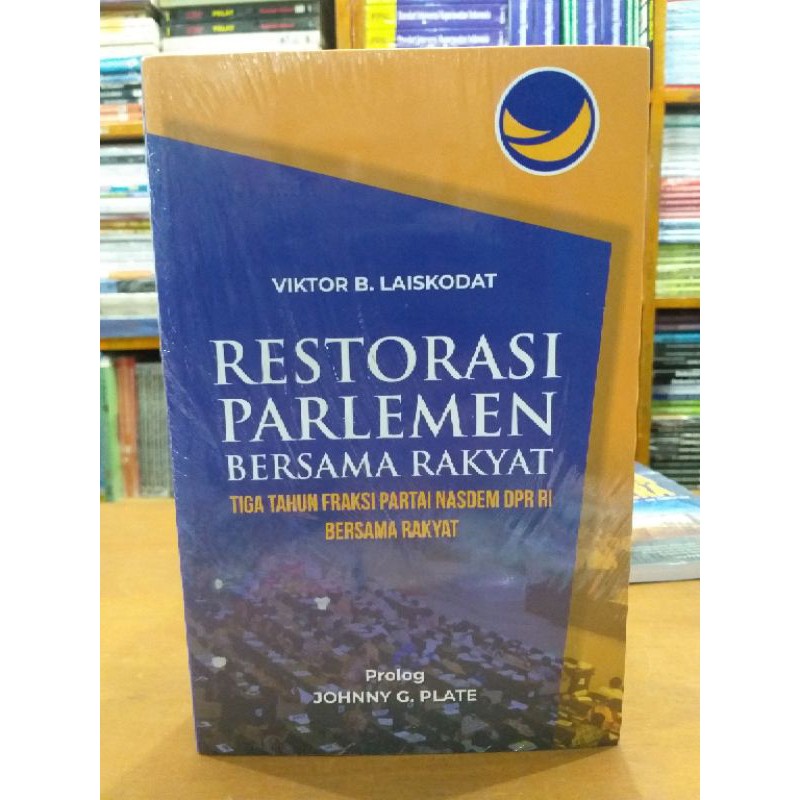 VIKTOR B. LAISKODAT
RESTORASI
PARLEMEN
BERSAMA RAKYAT
TIGA TAHUN FRAKSI PARTAI NASDEM DPR RI
BERSAMA RAKYAT
Prolog
JOHNNY G. PLATE